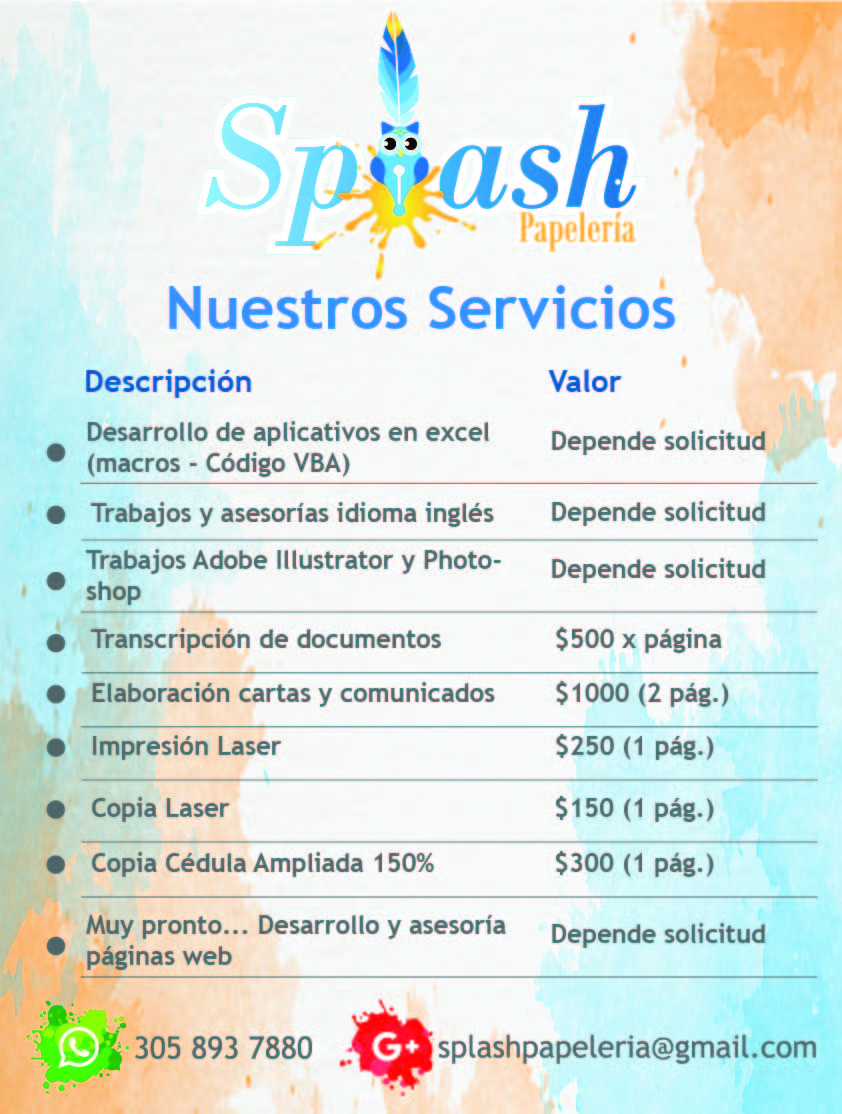 Splash
Papelería
Nuestros Servicios
Descripción Valor
Desarrollo de aplicativos en excel
(macros - Código VBA) Depende solicitud
Trabajos y asesorías idioma inglés Depende solicitud
Trabajos Adobe Illustrator y Photo-
shop Depende solicitud
Transcripción de documentos $500 x página
Elaboración cartas y comunicados $1000 (2 pág.)
Impresión Laser $250 (1 pág.)
Copia Laser $150 (1 pág.)
Copia Cédula Ampliada 150% $300 (1 pág.)
Muy pronto... Desarrollo y asesoría
páginas web Depende solicitud
305 893 7880 G+ splashpapeleria@gmail.com